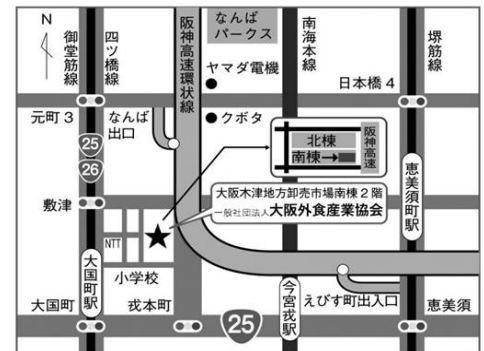 N
御堂筋線
四ツ橋線
阪神高速環状線
なんば
パークス
南海本線
堺筋線
ヤマダ電機
日本橋4
元町3
なんば
出口
クボタ
25
26
北棟
南棟→
阪神高速
恵美須町駅
大阪木津地方卸売市場南棟2階
一般社団法人大阪外食産業協会
敷津
NTT
大国町駅
小学校
大国町
戎本町
25
今宮戎駅
えびす町出入口
恵美須